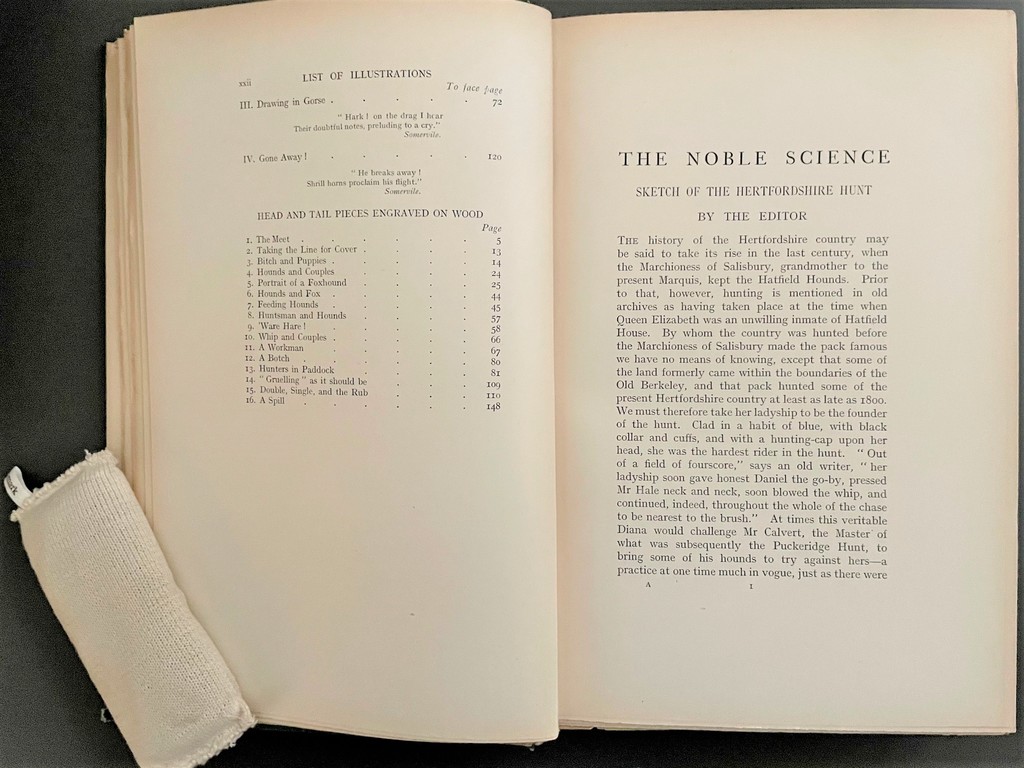 xxii LIST OF ILLUSTRATIONS
To face page
III. Drawing in Gorse . . . . . 72
" Hark ! on the drag I hear
Their doubtful notes, preluding to a cry."
Somervile.
IV. Gone Away ! . . . . . 120
" He breaks away !
Shrill horns proclaim his flight."
Somervile.
HEAD AND TAIL PIECES ENGRAVED ON WOOD
Page
1. The Meet . . . . . . 5
2. Taking the Line for Cover . . . . 13
3. Bitch and Puppies . . . . . 14
4. Hounds and Couples . . . . 24
5. Portrait of a Foxhound . . . . 25
6. Hounds and Fox . . . . . 44
7. Feeding Hounds . . . . . 45
8. Huntsman and Hounds . . . . 57
9. 'Ware Hare ! . . . . . 58
10. Whip and Couples . . . . . 66
11. A Workman . . . . . 67
12. A Botch . . . . . . 80
13. Hunters in Paddock . . . . 81
14. " Gruelling " as it should be . . . 109
15. Double, Single, and the Rub . . . 110
16. A Spill . . . . . . 148
THE NOBLE SCIENCE
SKETCH OF THE HERTFORDSHIRE HUNT
BY THE EDITOR
THE history of the Hertfordshire country may
be said to take its rise in the last century, when
the Marchioness of Salisbury, grandmother to the
present Marquis, kept the Hatfield Hounds. Prior
to that, however, hunting is mentioned in old
archives as having taken place at the time when
Queen Elizabeth was an unwilling inmate of Hatfield
House. By whom the country was hunted before
the Marchioness of Salisbury made the pack famous
we have no means of knowing, except that some of
the land formerly came within the boundaries of the
Old Berkeley, and that pack hunted some of the
present Hertfordshire country at least as late as 1800.
We must therefore take her ladyship to be the founder
of the hunt. Clad in a habit of blue, with black
collar and cuffs, and with a hunting-cap upon her
head, she was the hardest rider in the hunt. " Out
of a field of fourscore," says an old writer, " her
ladyship soon gave honest Daniel the go-by, pressed
Mr Hale neck and neck, soon blowed the whip, and
continued, indeed, throughout the whole of the chase
to be nearest to the brush." At times this veritable
Diana would challenge Mr Calvert, the Master of
what was subsequently the Puckeridge Hunt, to
bring some of his hounds to try against hers—a
practice at one time much in vogue, just as there were
A 1